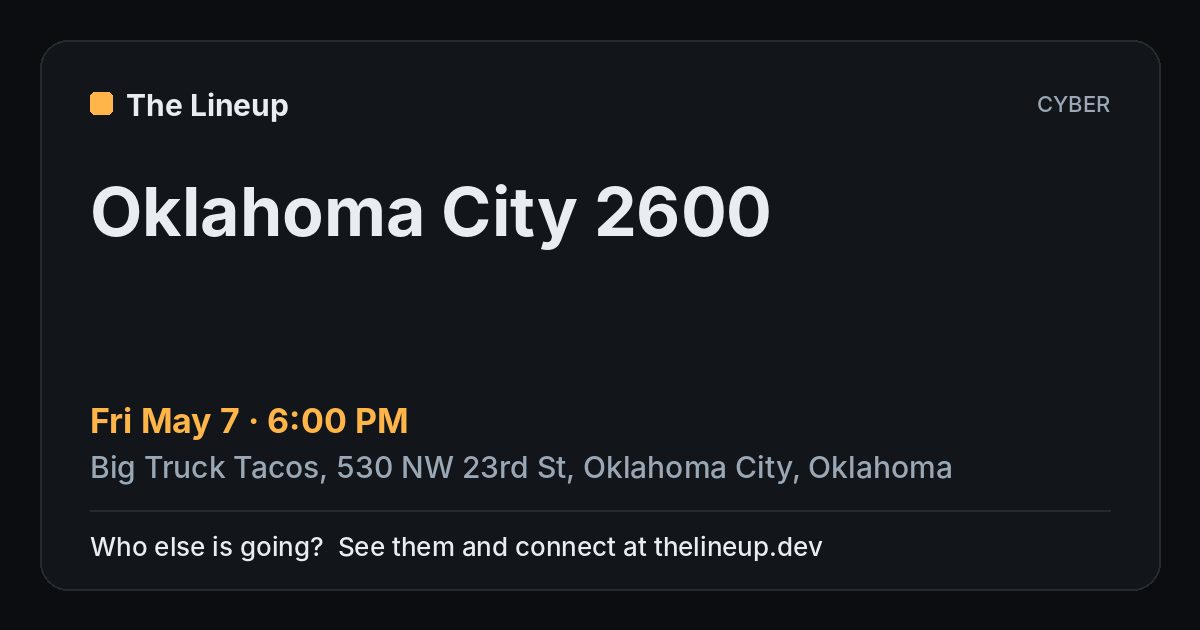 The Lineup
CYBER
Oklahoma City 2600
Fri May 7 · 6:00 PM
Big Truck Tacos, 530 NW 23rd St, Oklahoma City, Oklahoma
Who else is going? See them and connect at thelineup.dev